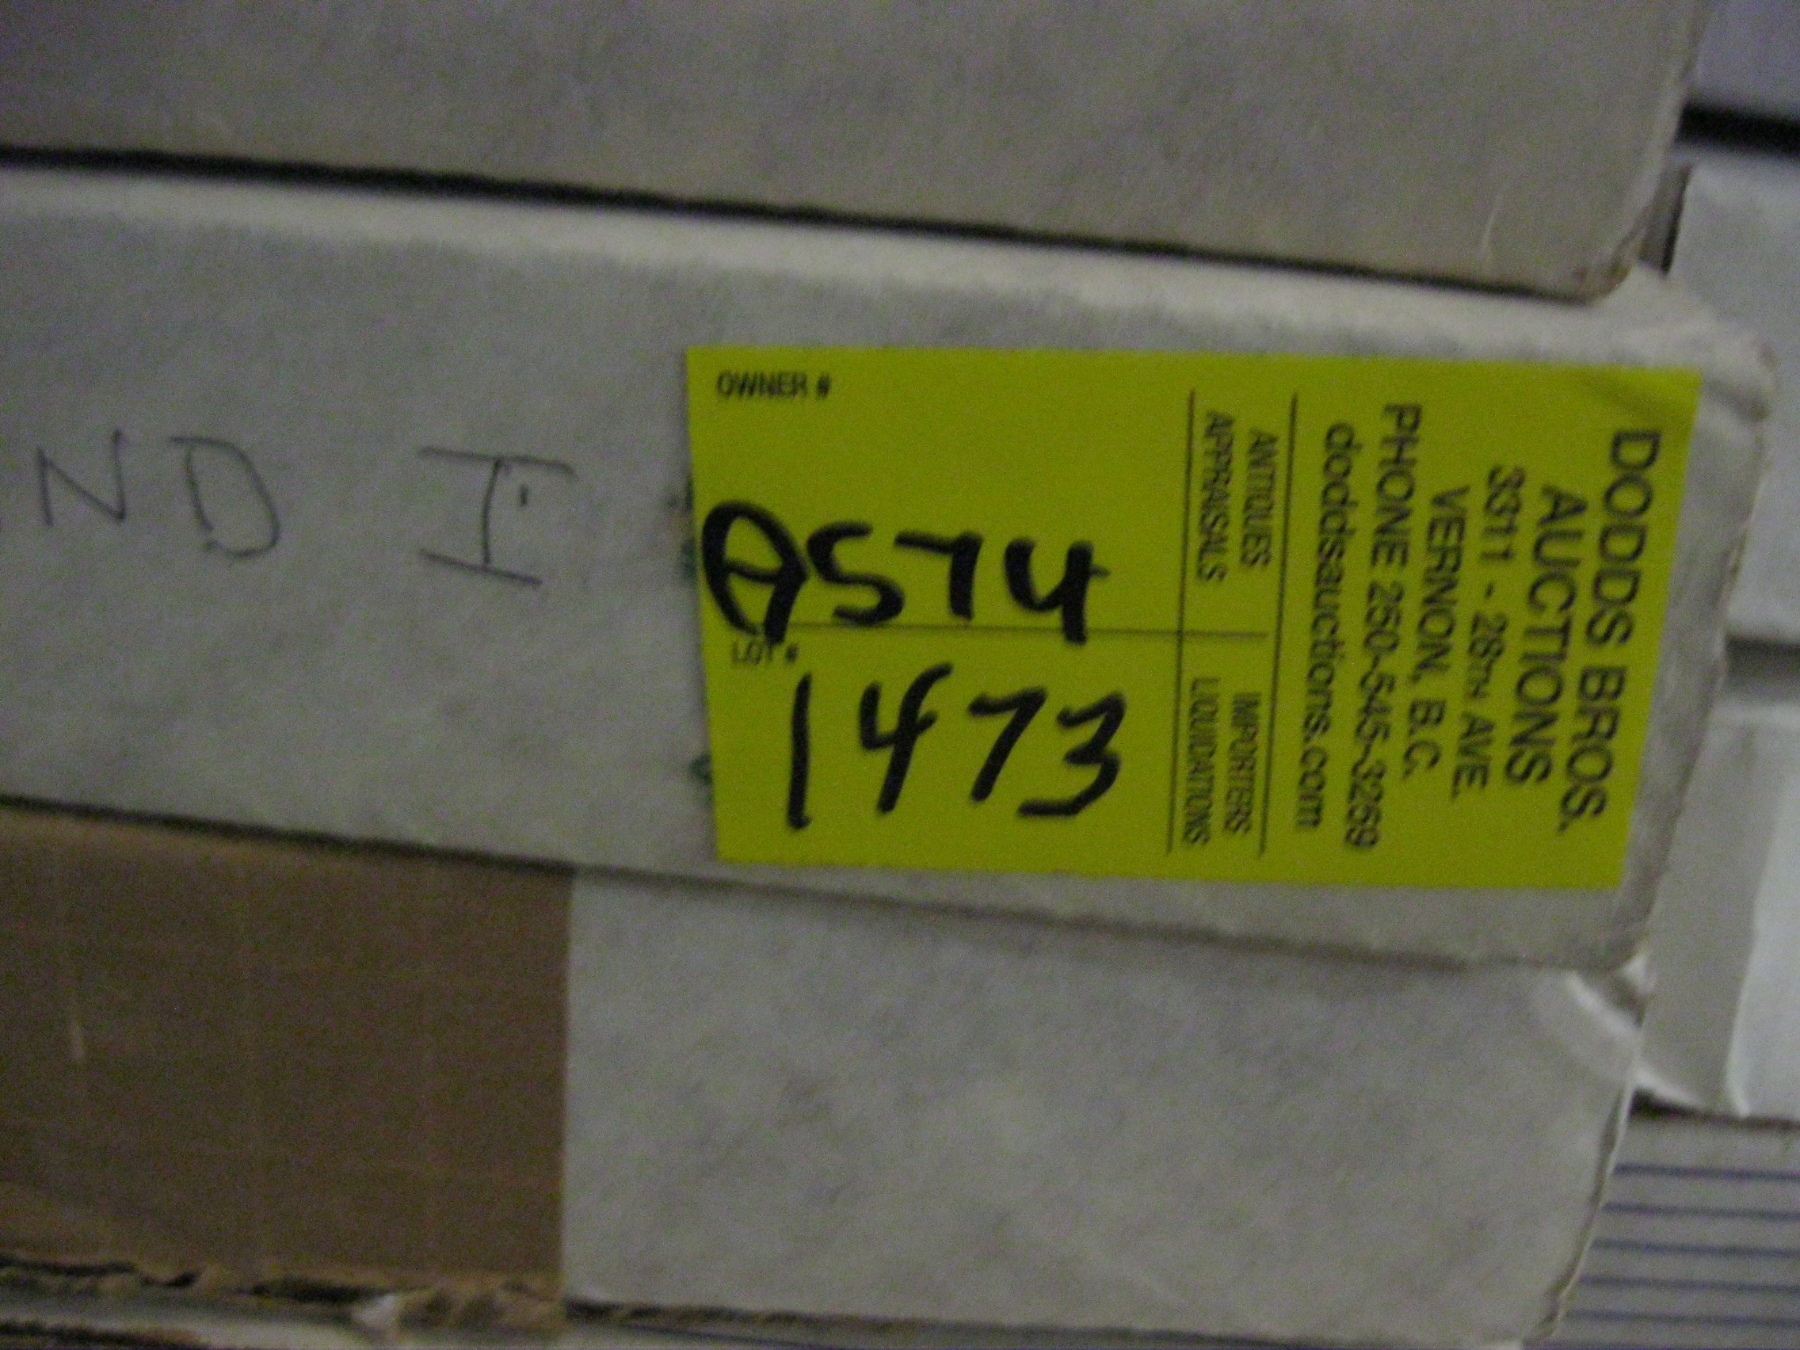 DODDS BROS.
AUCTIONS
3311 - 28TH AVE.
VERNON, B.C.
PHONE 250-545-3259
doddsauctions.com
ANTIQUES
APPRAISALS
IMPORTERS
LIQUIDATIONS
OWNER #
A574
LOT #
1473
ND I